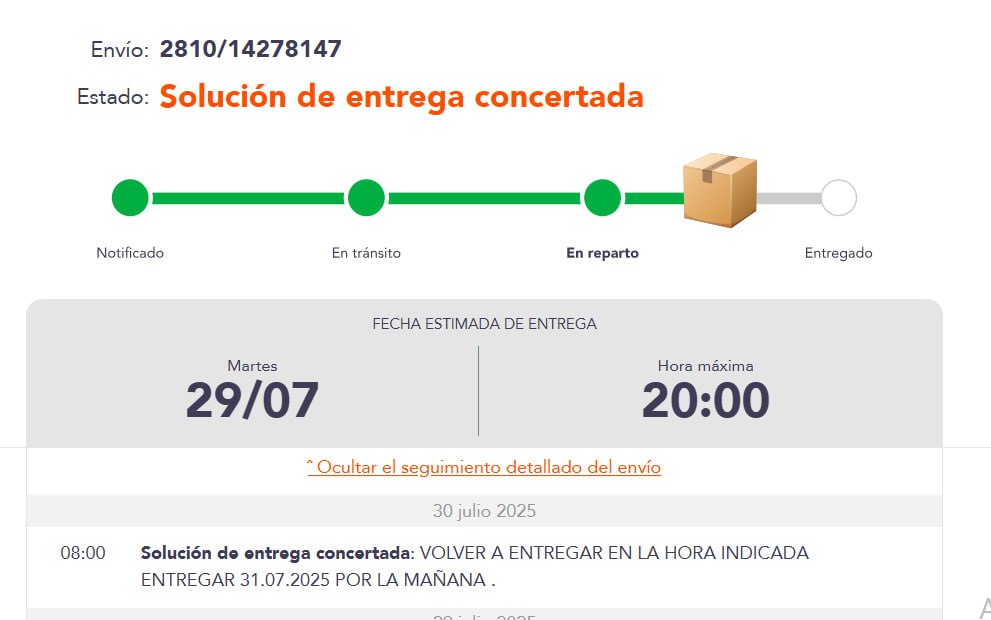 Envío: 2810/14278147
Estado: Solución de entrega concertada
Notificado En tránsito En reparto Entregado
FECHA ESTIMADA DE ENTREGA
Martes Hora máxima
29/07 20:00
^ Ocultar el seguimiento detallado del envío
30 julio 2025
08:00 Solución de entrega concertada: VOLVER A ENTREGAR EN LA HORA INDICADA
ENTREGAR 31.07.2025 POR LA MAÑANA .